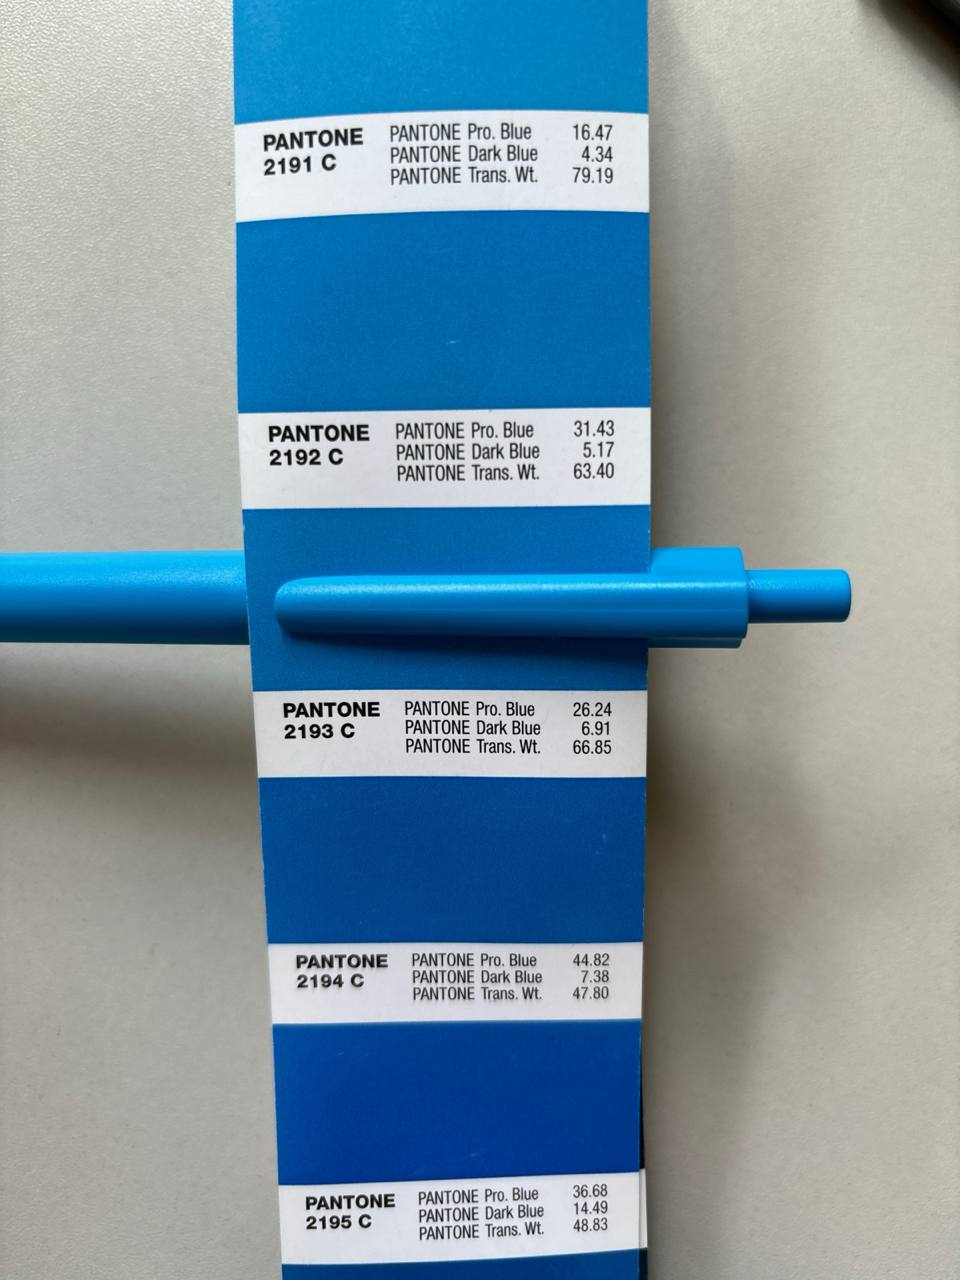 PANTONE PANTONE Pro. Blue 16.47
2191 C PANTONE Dark Blue 4.34
PANTONE Trans. Wt. 79.19
PANTONE PANTONE Pro. Blue 31.43
2192 C PANTONE Dark Blue 5.17
PANTONE Trans. Wt. 63.40
PANTONE PANTONE Pro. Blue 26.24
2193 C PANTONE Dark Blue 6.91
PANTONE Trans. Wt. 66.85
PANTONE PANTONE Pro. Blue 44.82
2194 C PANTONE Dark Blue 7.38
PANTONE Trans. Wt. 47.80
PANTONE PANTONE Pro. Blue 36.68
2195 C PANTONE Dark Blue 14.49
PANTONE Trans. Wt. 48.83